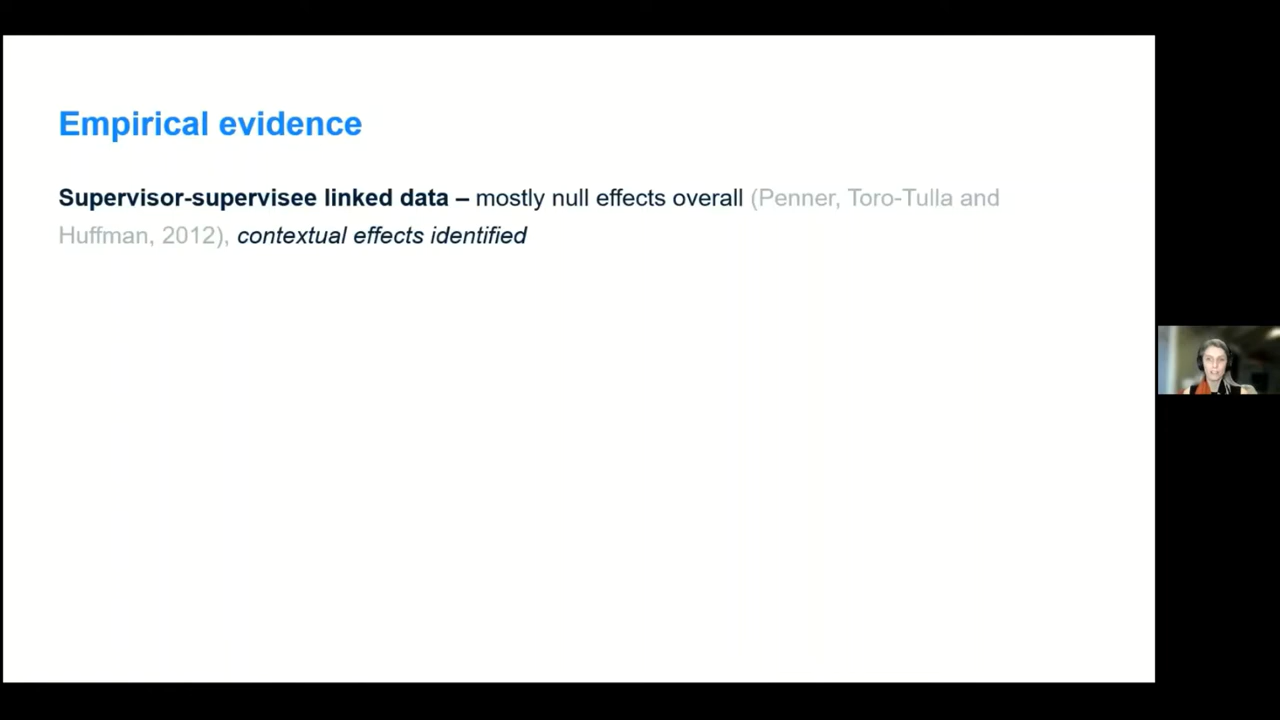 Empirical evidence
Supervisor-supervisee linked data – mostly null effects overall (Penner, Toro-Tulla and
Huffman, 2012), contextual effects identified